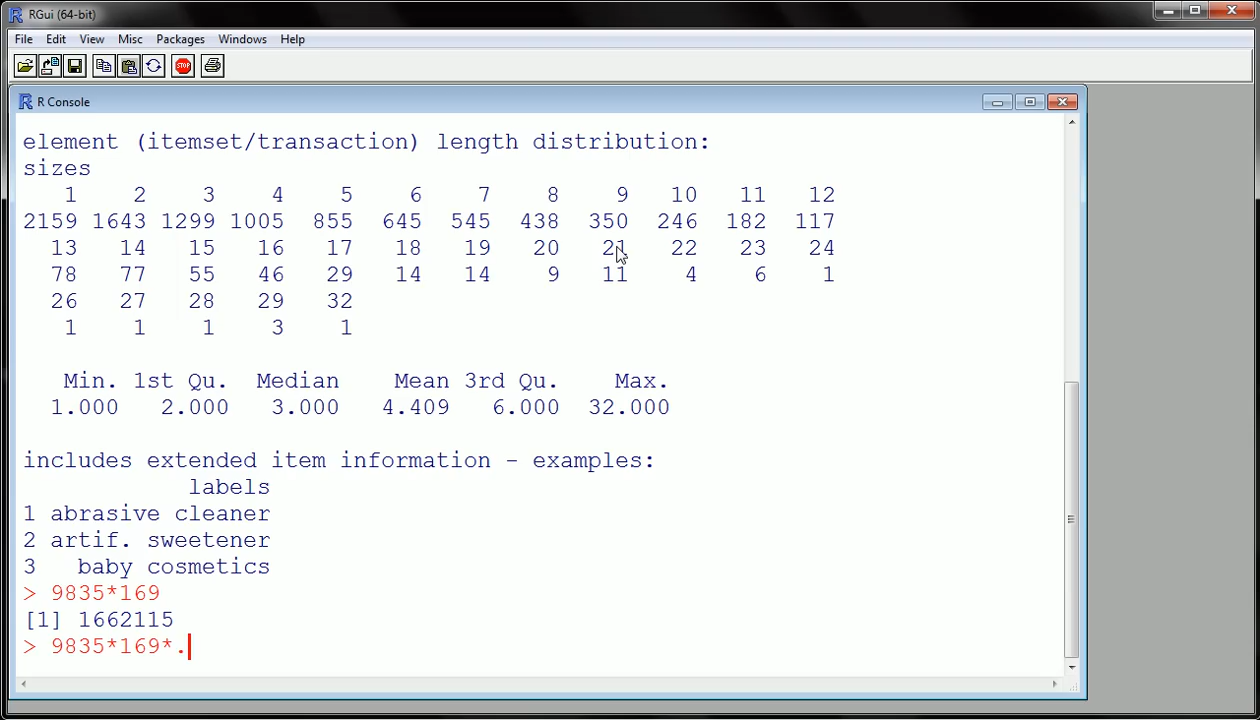 RGui (64-bit)
File Edit View Misc Packages Windows Help
STOP
R Console
element (itemset/transaction) length distribution:
sizes
1 2 3 4 5 6 7 8 9 10 11 12
2159 1643 1299 1005 855 645 545 438 350 246 182 117
13 14 15 16 17 18 19 20 21 22 23 24
78 77 55 46 29 14 14 9 11 4 6 1
26 27 28 29 32
1 1 1 3 1
Min. 1st Qu. Median Mean 3rd Qu. Max.
1.000 2.000 3.000 4.409 6.000 32.000
includes extended item information - examples:
labels
1 abrasive cleaner
2 artif. sweetener
3 baby cosmetics
> 9835*169
[1] 1662115
> 9835*169*.